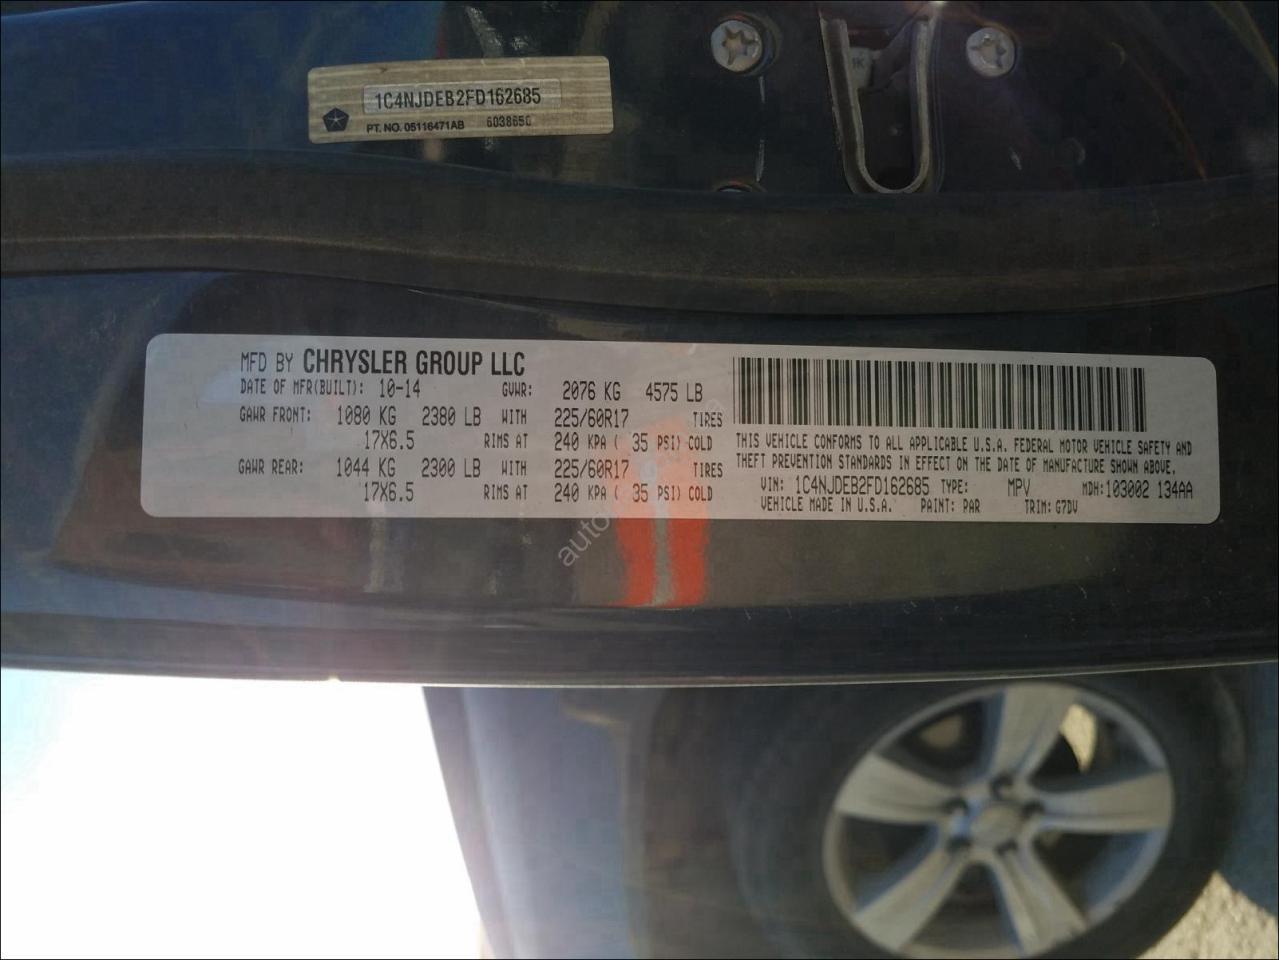 1C4NJDEB2FD162685
PT. NO. 05116471AB 6038650
MFD BY CHRYSLER GROUP LLC
DATE OF MFR(BUILT): 10-14 GVWR: 2076 KG 4575 LB
GAWR FRONT: 1080 KG 2380 LB WITH 225/60R17 TIRES
17X6.5 RIMS AT 240 KPA ( 35 PSI) COLD
GAWR REAR: 1044 KG 2300 LB WITH 225/60R17 TIRES
17X6.5 RIMS AT 240 KPA ( 35 PSI) COLD
THIS VEHICLE CONFORMS TO ALL APPLICABLE U.S.A. FEDERAL MOTOR VEHICLE SAFETY AND
THEFT PREVENTION STANDARDS IN EFFECT ON THE DATE OF MANUFACTURE SHOWN ABOVE.
VIN: 1C4NJDEB2FD162685 TYPE: MPV MDH: 103002 134AA
VEHICLE MADE IN U.S.A. PAINT: PAR TRIM: G7DV